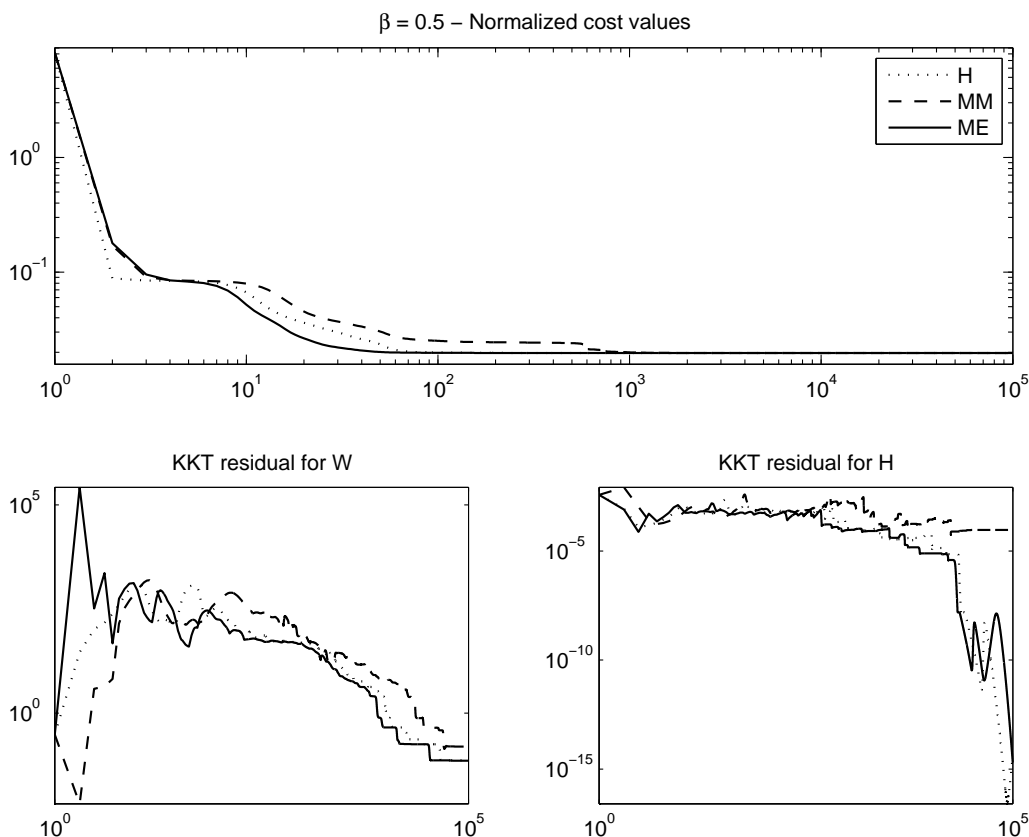 β = 0.5 – Normalized cost values
H
MM
ME
10^0
10^-1
10^0 10^1 10^2 10^3 10^4 10^5
KKT residual for W
10^5
10^0
10^0 10^5
KKT residual for H
10^-5
10^-10
10^-15
10^0 10^5